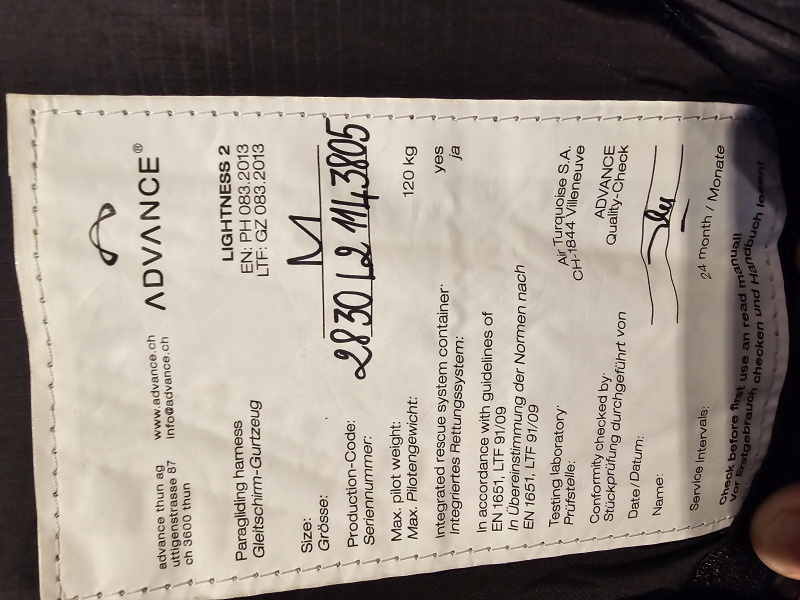 ADVANCE®
advance thun ag
uttigenstrasse 87
ch 3600 thun
www.advance.ch
info@advance.ch
Paragliding harness
Gleitschirm-Gurtzeug
LIGHTNESS 2
EN: PH 083.2013
LTF: GZ 083.2013
Size:
Grösse:
M
Production-Code:
Seriennummer:
2830 L2 1114 3805
Max. pilot weight:
Max. Pilotengewicht:
120 kg
Integrated rescue system container: yes
Integriertes Rettungssystem: ja
In accordance with guidelines of
EN 1651, LTF 91/09
In Übereinstimmung der Normen nach
EN 1651, LTF 91/09
Testing laboratory:
Prüfstelle:
Air Turquoise S.A.
CH-1844 Villeneuve
Conformity checked by:
Stückprüfung durchgeführt von
ADVANCE
Quality-Check
Date/Datum:
Name:
Service Intervals: 24 month / Monate
Check before first use an read manual!
Vor Erstgebrauch checken und Handbuch lesen!